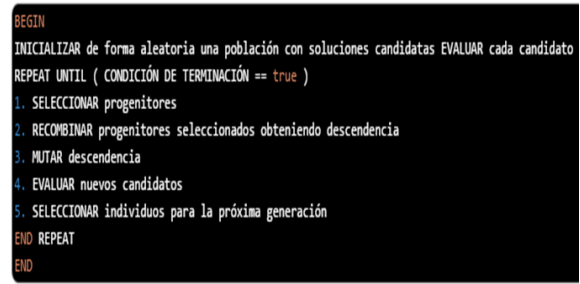 BEGIN
INICIALIZAR de forma aleatoria una población con soluciones candidatas EVALUAR cada candidato
REPEAT UNTIL ( CONDICIÓN DE TERMINACIÓN == true )
1. SELECCIONAR progenitores
2. RECOMBINAR progenitores seleccionados obteniendo descendencia
3. MUTAR descendencia
4. EVALUAR nuevos candidatos
5. SELECCIONAR individuos para la próxima generación
END REPEAT
END